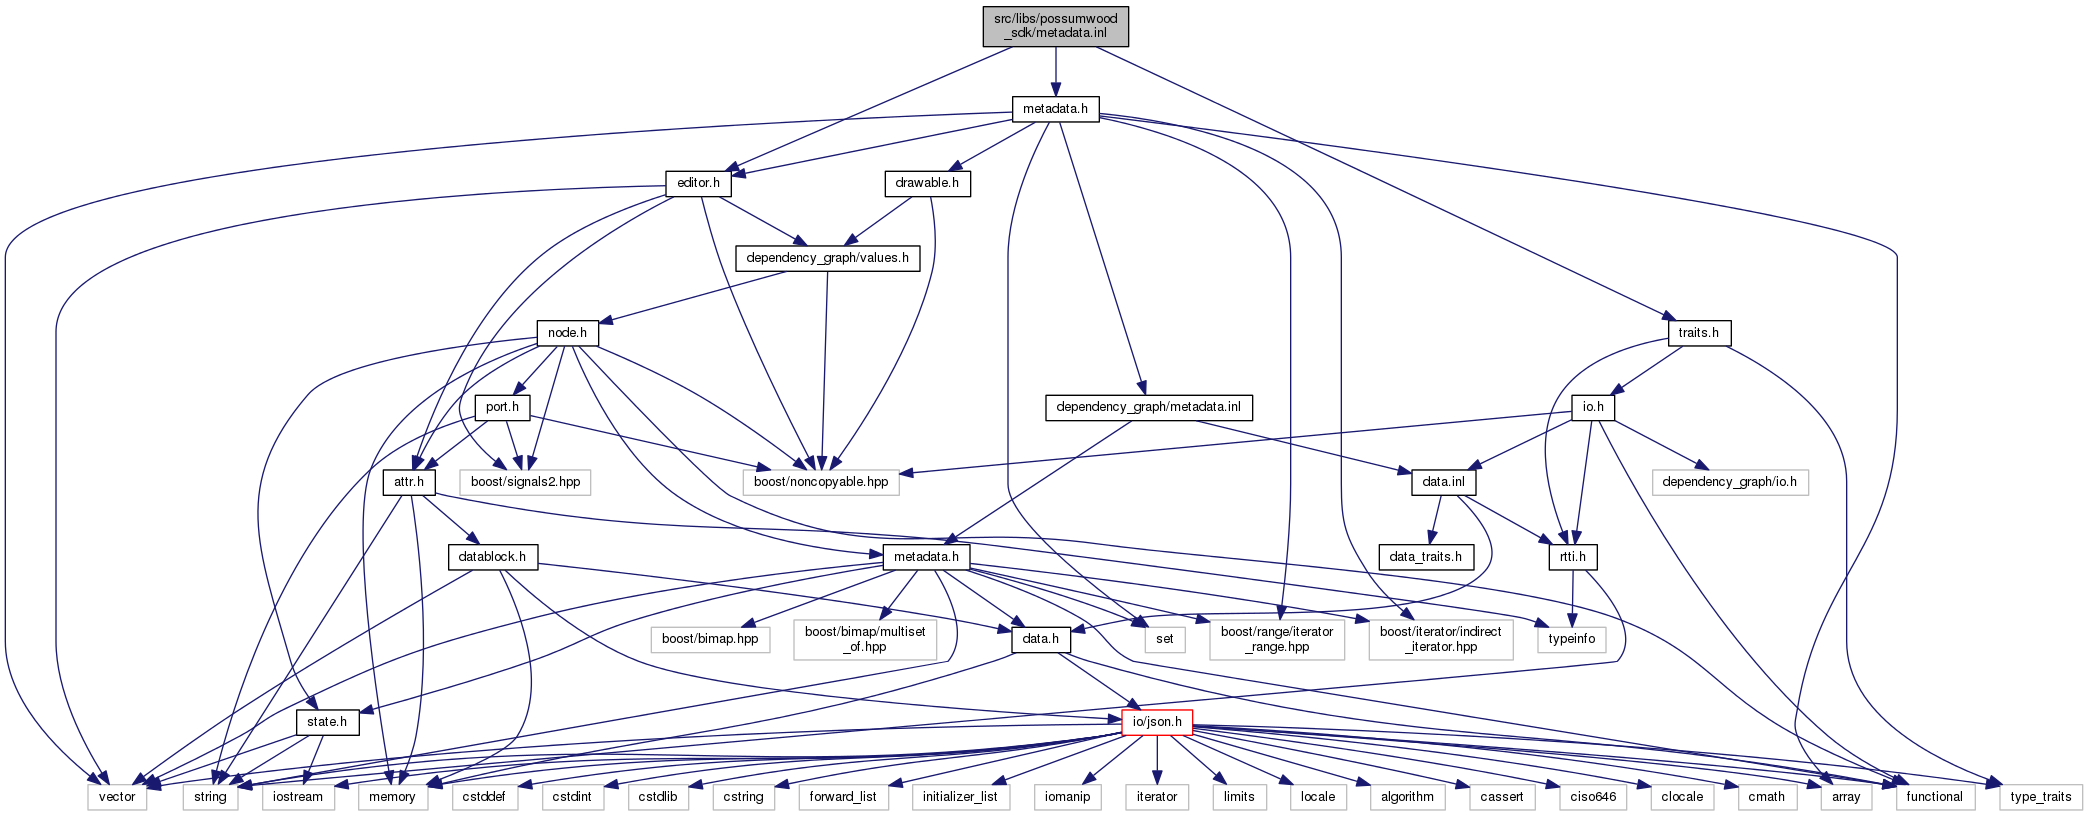 src/libs/possumwood
_sdk/metadata.inl
metadata.h
editor.h
drawable.h
dependency_graph/values.h
node.h
traits.h
port.h
dependency_graph/metadata.inl
io.h
attr.h
boost/signals2.hpp
boost/noncopyable.hpp
data.inl
dependency_graph/io.h
datablock.h
metadata.h
data_traits.h
rtti.h
boost/bimap.hpp
boost/bimap/multiset
_of.hpp
data.h
set
boost/range/iterator
_range.hpp
boost/iterator/indirect
_iterator.hpp
typeinfo
state.h
io/json.h
vector
string
iostream
memory
cstddef
cstdint
cstdlib
cstring
forward_list
initializer_list
iomanip
iterator
limits
locale
algorithm
cassert
ciso646
clocale
cmath
array
functional
type_traits